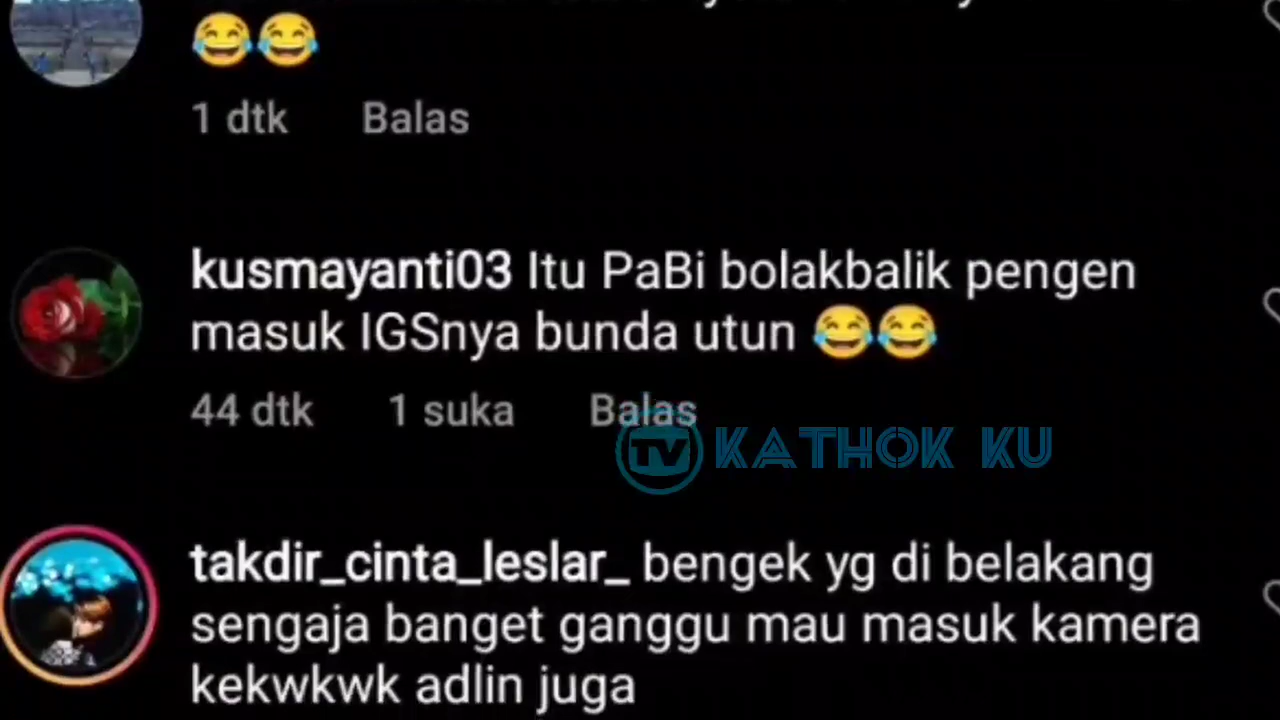 😂😂
1 dtk Balas
kusmayanti03 Itu PaBi bolakbalik pengen
masuk IGSnya bunda utun 😂😂
44 dtk 1 suka Balas
TV KATHOK KU
takdir_cinta_leslar_ bengek yg di belakang
sengaja banget ganggu mau masuk kamera
kekwkwk adlin juga